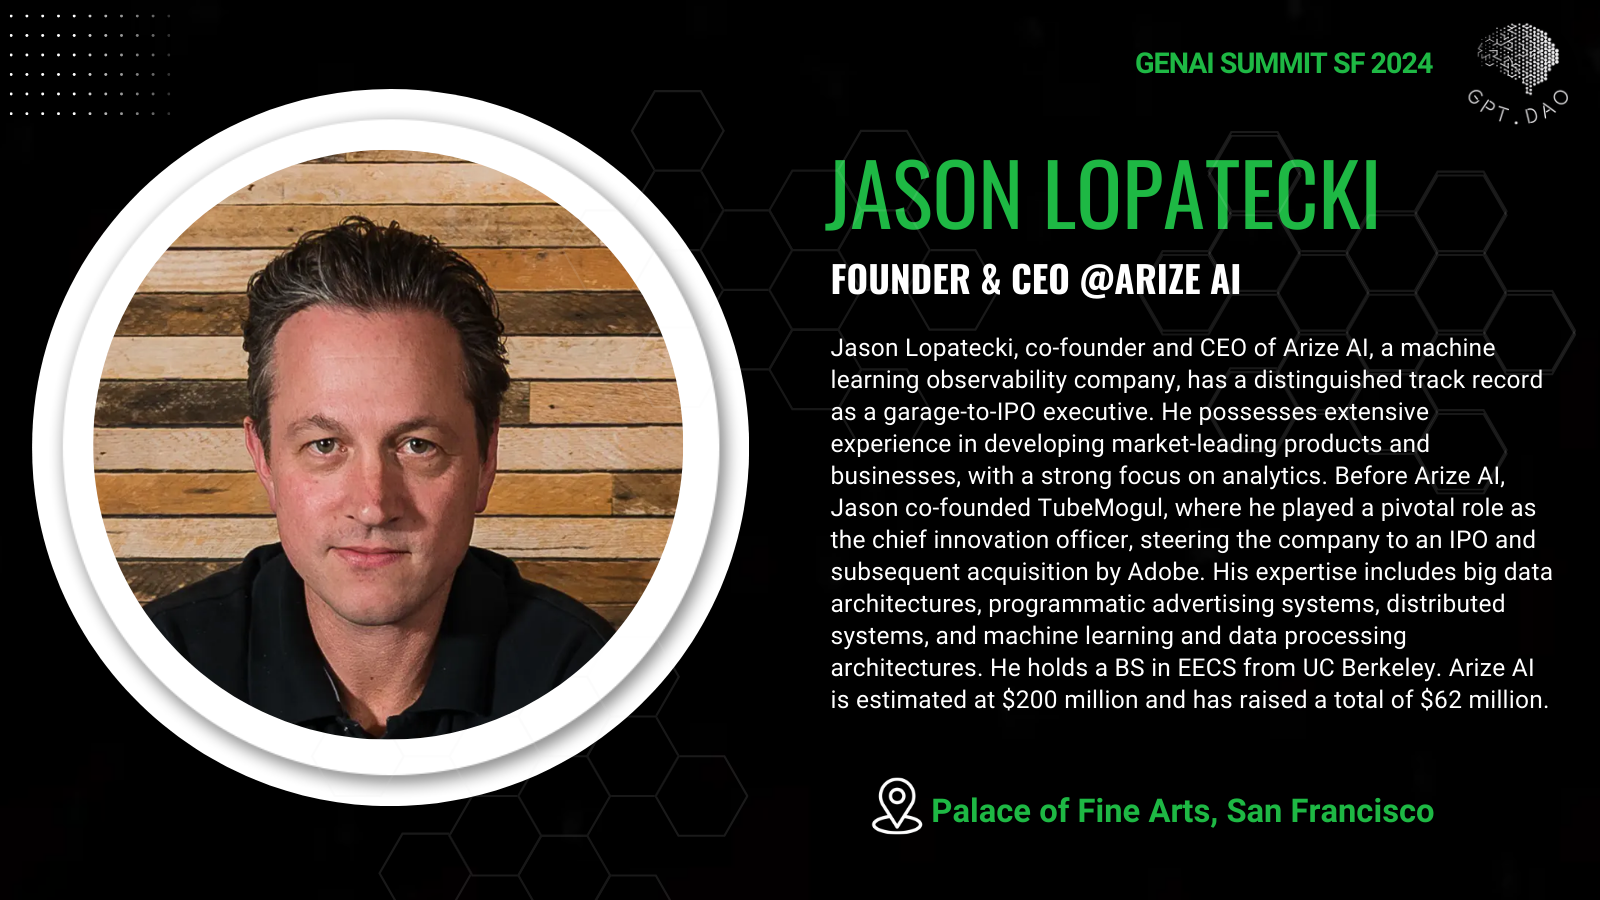 GENAI SUMMIT SF 2024
GPT.DAO
JASON LOPATECKI
FOUNDER & CEO @ARIZE AI
Jason Lopatecki, co-founder and CEO of Arize AI, a machine
learning observability company, has a distinguished track record
as a garage-to-IPO executive. He possesses extensive
experience in developing market-leading products and
businesses, with a strong focus on analytics. Before Arize AI,
Jason co-founded TubeMogul, where he played a pivotal role as
the chief innovation officer, steering the company to an IPO and
subsequent acquisition by Adobe. His expertise includes big data
architectures, programmatic advertising systems, distributed
systems, and machine learning and data processing
architectures. He holds a BS in EECS from UC Berkeley. Arize AI
is estimated at $200 million and has raised a total of $62 million.
Palace of Fine Arts, San Francisco